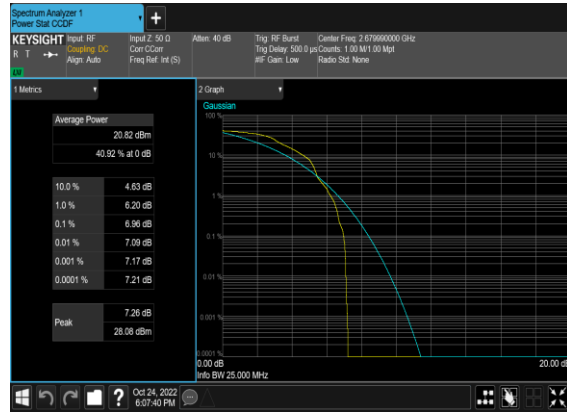 Spectrum Analyzer 1
Power Stat CCDF
+
KEYSIGHT
R T
LXI
Input: RF
Coupling: DC
Align: Auto
Input Z: 50 Ω
Corr CCorr
Freq Ref: Int (S)
Atten: 40 dB
Trig: RF Burst
Trig Delay: 500.0 µs
#IF Gain: Low
Center Freq: 2.679990000 GHz
Counts: 1.00 M/1.00 Mpt
Radio Std: None
1 Metrics
Average Power
20.82 dBm
40.92 % at 0 dB
10.0 % 4.63 dB
1.0 % 6.20 dB
0.1 % 6.96 dB
0.01 % 7.09 dB
0.001 % 7.17 dB
0.0001 % 7.21 dB
Peak
7.26 dB
28.08 dBm
2 Graph
Gaussian
100 %
10 %
1 %
0.1 %
0.01 %
0.001 %
0.0001 %
0.00 dB
20.00 dB
Info BW 25.000 MHz
?
Oct 24, 2022
6:07:40 PM